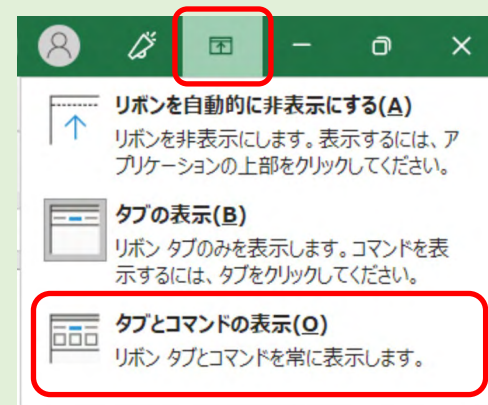 リボンを自動的に非表示にする(A)
リボンを非表示にします。表示するには、ア
プリケーションの上部をクリックしてください。
タブの表示(B)
リボン タブのみを表示します。コマンドを表
示するには、タブをクリックしてください。
タブとコマンドの表示(O)
リボン タブとコマンドを常に表示します。